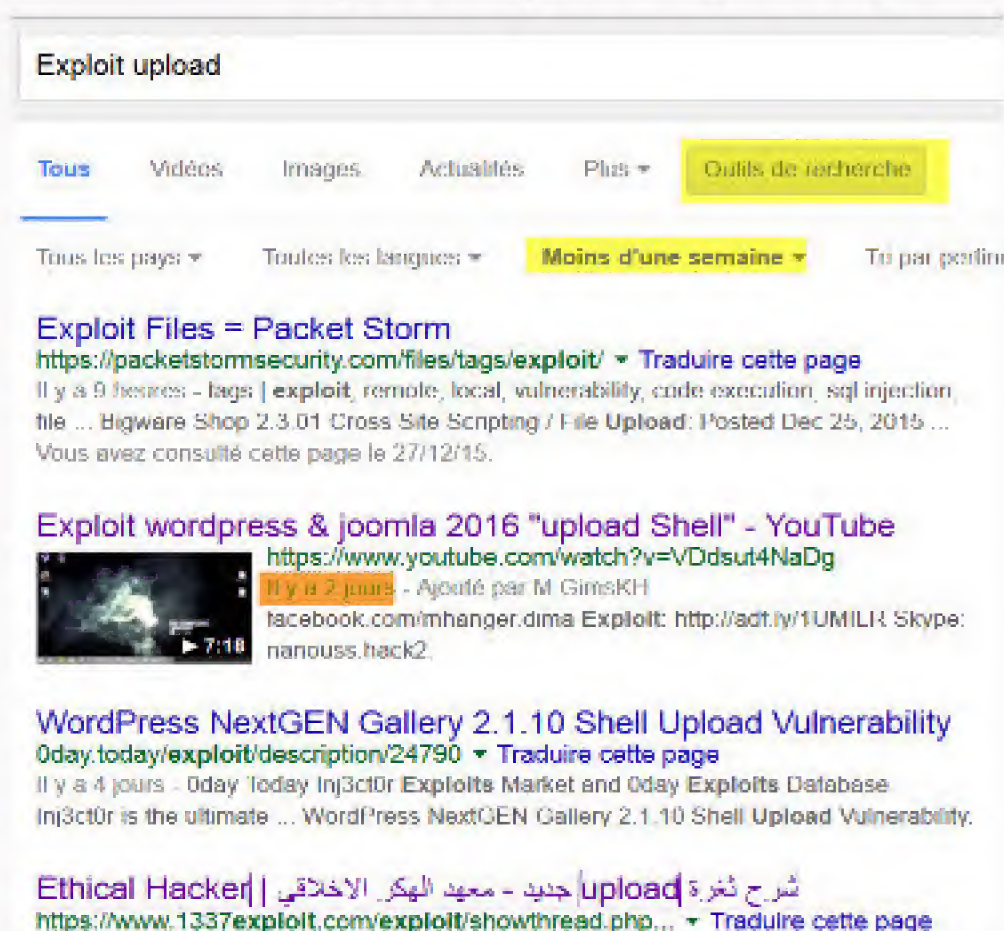 Exploit upload
Tous Vidéos Images Actualités Plus Outils de recherche
Tous les pays Toutes les langues Moins d'une semaine Tri par pertin
Exploit Files ≈ Packet Storm
https://packetstormsecurity.com/files/tags/exploit/ Traduire cette page
Il y a 9 heures - tags | exploit, remote, local, vulnerability, code execution, sql injection,
file ... Bigware Shop 2.3.01 Cross Site Scripting / File Upload: Posted Dec 25, 2015 ...
Vous avez consulté cette page le 27/12/15.
Exploit wordpress & joomla 2016 "upload Shell" - YouTube
https://www.youtube.com/watch?v=VDdsut4NaDg
Il y a 2 jours - Ajouté par M GimsKH
7:18
facebook.com/mhanger.dima Exploit: http://adf.ly/1UMILR Skype:
nanouss.hack2.
WordPress NextGEN Gallery 2.1.10 Shell Upload Vulnerability
0day.today/exploit/description/24790 Traduire cette page
Il y a 4 jours - 0day Today Inj3ct0r Exploits Market and 0day Exploits Database
Inj3ct0r is the ultimate ... WordPress NextGEN Gallery 2.1.10 Shell Upload Vulnerability.
Ethical Hacker| | شرح ثغرة |upload| جديد - معهد الهكر الاخلاقي
https://www.1337exploit.com/exploit/showthread.php... Traduire cette page